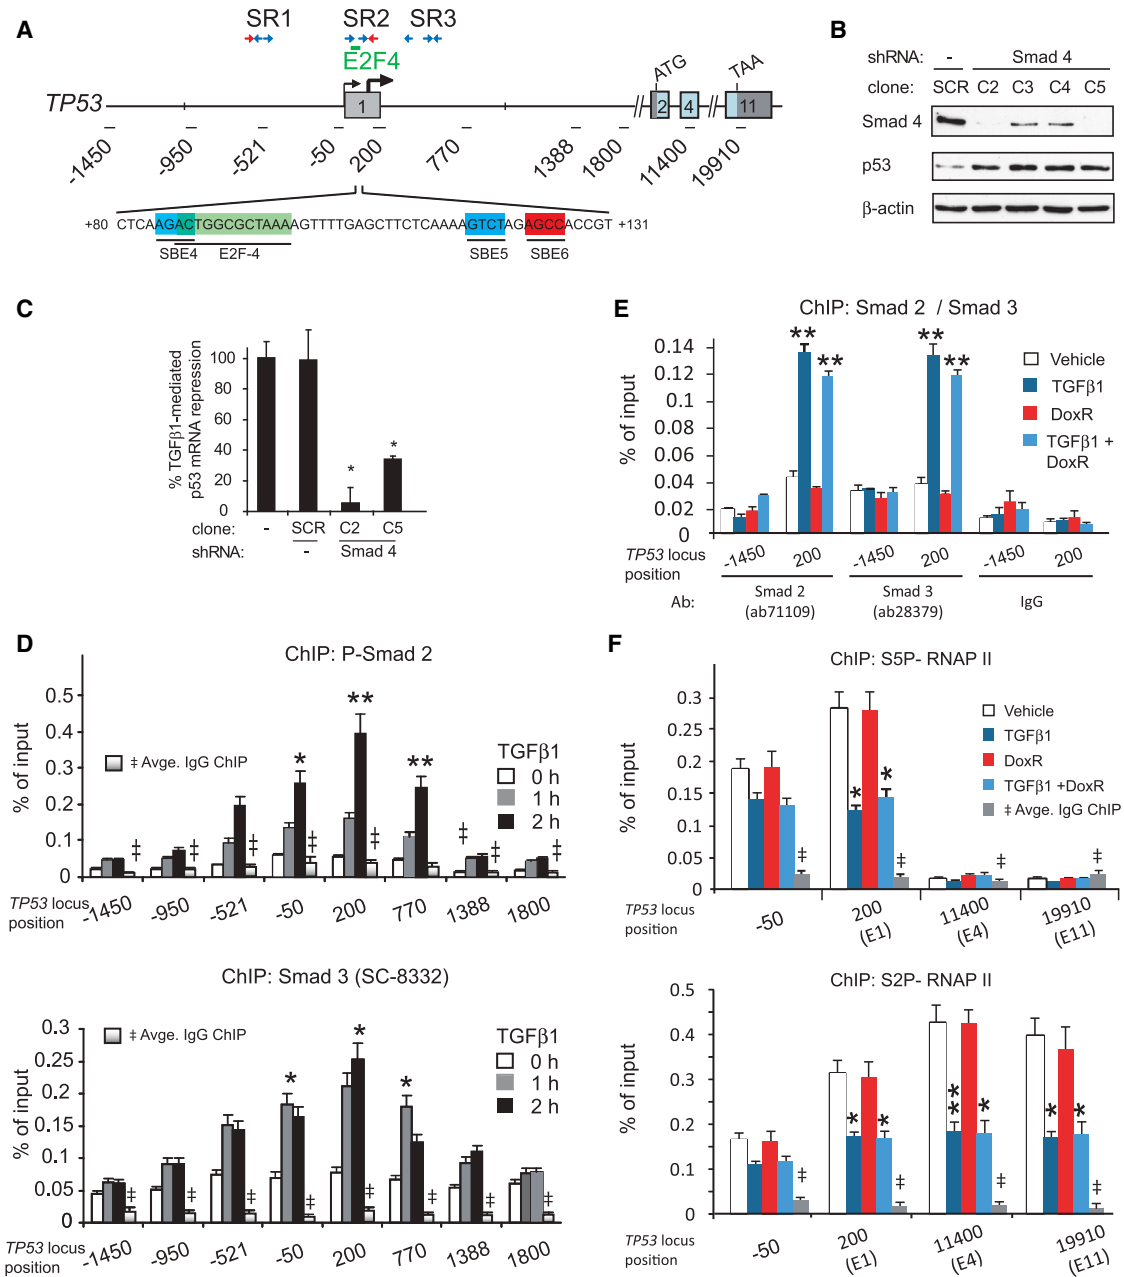 A
SR1 SR2 SR3
E2F4
TP53
1
ATG
TAA
2 4 11
-1450 -950 -521 -50 200 770 1388 1800 11400 19910
+80 CTCAAGACTGGCGCTAAAAGTTTTGAGCTTCTCAAAAGTCTAGAGCCACCGT +131
SBE4 E2F-4 SBE5 SBE6
B
shRNA: - Smad 4
clone: SCR C2 C3 C4 C5
Smad 4
p53
β-actin
C
% TGFβ1-mediated
p53 mRNA repression
100
80
60
40
20
0
* *
clone: - SCR C2 C5
shRNA: - Smad 4
D
ChIP: P-Smad 2
% of input
0.5
0.4
0.3
0.2
0.1
0
‡ Avge. IgG ChIP
TGFβ1
0 h
1 h
2 h
* ** **
‡ ‡ ‡ ‡ ‡ ‡ ‡ ‡
TP53 locus
position
-1450 -950 -521 -50 200 770 1388 1800
ChIP: Smad 3 (SC-8332)
% of input
0.3
0.25
0.2
0.15
0.1
0.05
0
‡ Avge. IgG ChIP
TGFβ1
0 h
1 h
2 h
* * *
‡ ‡ ‡ ‡ ‡ ‡ ‡ ‡
TP53 locus
position
-1450 -950 -521 -50 200 770 1388 1800
E
ChIP: Smad 2 / Smad 3
% of input
0.14
0.12
0.1
0.08
0.06
0.04
0.02
0
** ** ** **
Vehicle
TGFβ1
DoxR
TGFβ1 +
DoxR
TP53 locus
position
-1450 200 -1450 200 -1450 200
Ab: Smad 2 Smad 3 IgG
(ab71109) (ab28379)
F
ChIP: S5P- RNAP II
% of input
0.3
0.25
0.2
0.15
0.1
0.05
0
Vehicle
TGFβ1
DoxR
TGFβ1 +DoxR
‡ Avge. IgG ChIP
* *
‡ ‡ ‡ ‡
TP53 locus
position
-50 200 11400 19910
(E1) (E4) (E11)
ChIP: S2P- RNAP II
% of input
0.5
0.4
0.3
0.2
0.1
0
* * ** * * *
‡ ‡ ‡ ‡
TP53 locus
position
-50 200 11400 19910
(E1) (E4) (E11)